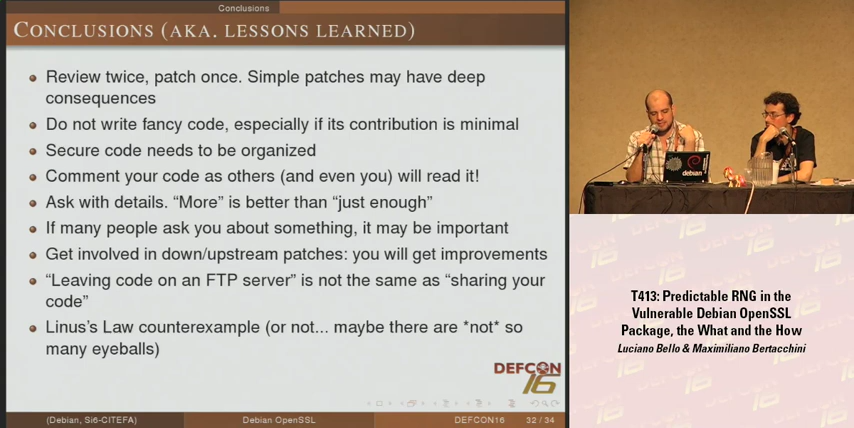 Conclusions
CONCLUSIONS (AKA. LESSONS LEARNED)
Review twice, patch once. Simple patches may have deep
consequences
Do not write fancy code, especially if its contribution is minimal
Secure code needs to be organized
Comment your code as others (and even you) will read it!
Ask with details. “More” is better than “just enough”
If many people ask you about something, it may be important
Get involved in down/upstream patches: you will get improvements
“Leaving code on an FTP server” is not the same as “sharing your
code”
Linus’s Law counterexample (or not... maybe there are *not* so
many eyeballs)
DEFCON
16
(Debian, Si6-CITEFA) Debian OpenSSL DEFCON16 32 / 34
debian
T413: Predictable RNG in the
Vulnerable Debian OpenSSL
Package, the What and the How
Luciano Bello & Maximiliano Bertacchini